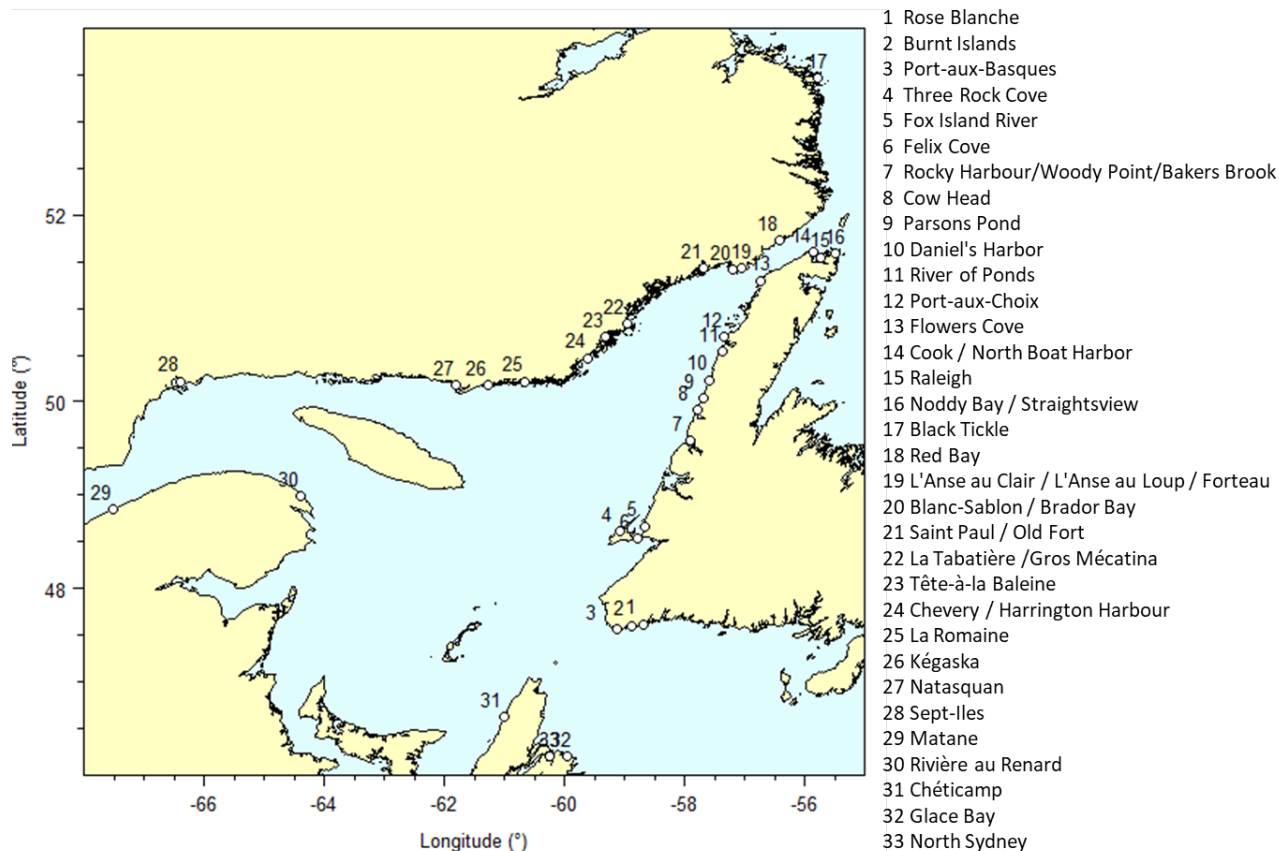 1 Rose Blanche
2 Burnt Islands
3 Port-aux-Basques
4 Three Rock Cove
5 Fox Island River
6 Felix Cove
7 Rocky Harbour/Woody Point/Bakers Brook
8 Cow Head
9 Parsons Pond
10 Daniel's Harbor
11 River of Ponds
12 Port-aux-Choix
13 Flowers Cove
14 Cook / North Boat Harbor
15 Raleigh
16 Noddy Bay / Straightsview
17 Black Tickle
18 Red Bay
19 L'Anse au Clair / L'Anse au Loup / Forteau
20 Blanc-Sablon / Brador Bay
21 Saint Paul / Old Fort
22 La Tabatière /Gros Mécatina
23 Tête-à-la Baleine
24 Chevery / Harrington Harbour
25 La Romaine
26 Kégaska
27 Natasquan
28 Sept-Iles
29 Matane
30 Rivière au Renard
31 Chéticamp
32 Glace Bay
33 North Sydney
17
52
18
14 15 16
21 20 19
13
22
12
23
11
24
10
28
27 26 25
9
50
8
7
30
29
5
4
6
48
3 2 1
31
33 32
-66 -64 -62 -60 -58 -56
Latitude (°)
Longitude (°)